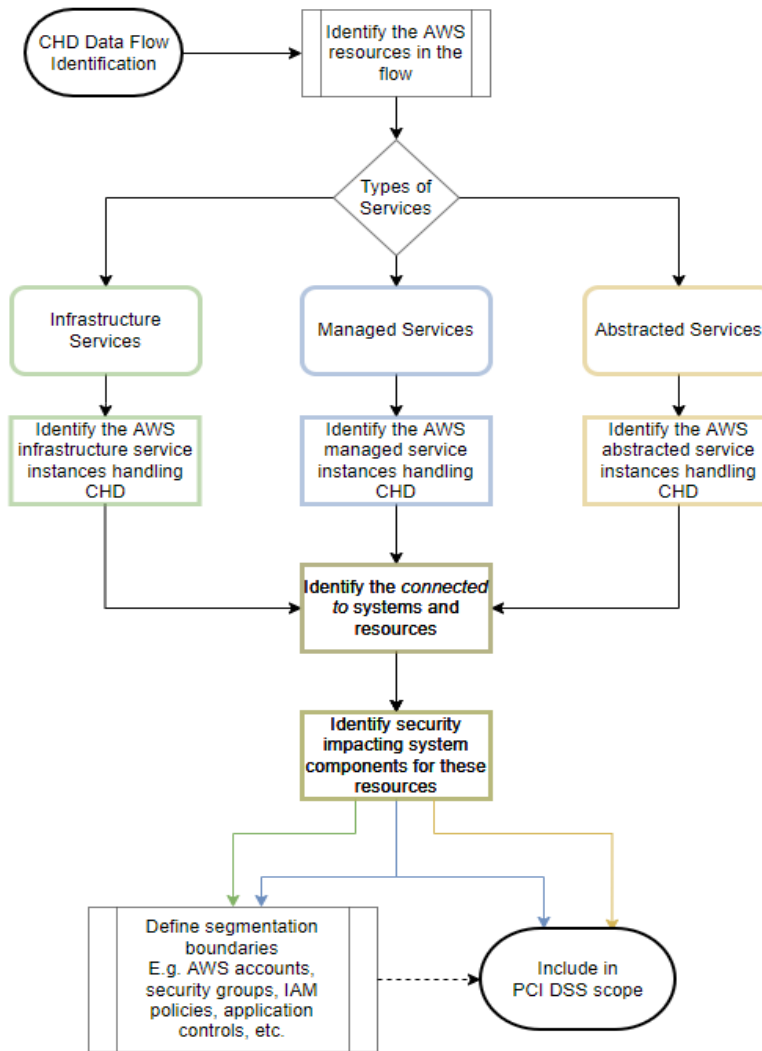 CHD Data Flow
Identification
Identify the AWS
resources in the
flow
Types of
Services
Infrastructure
Services
Managed Services
Abstracted Services
Identify the AWS
infrastructure service
instances handling
CHD
Identify the AWS
managed service
instances handling
CHD
Identify the AWS
abstracted service
instances handling
CHD
Identify the connected
to systems and
resources
Identify security
impacting system
components for these
resources
Define segmentation
boundaries
E.g. AWS accounts,
security groups, IAM
policies, application
controls, etc.
Include in
PCI DSS scope